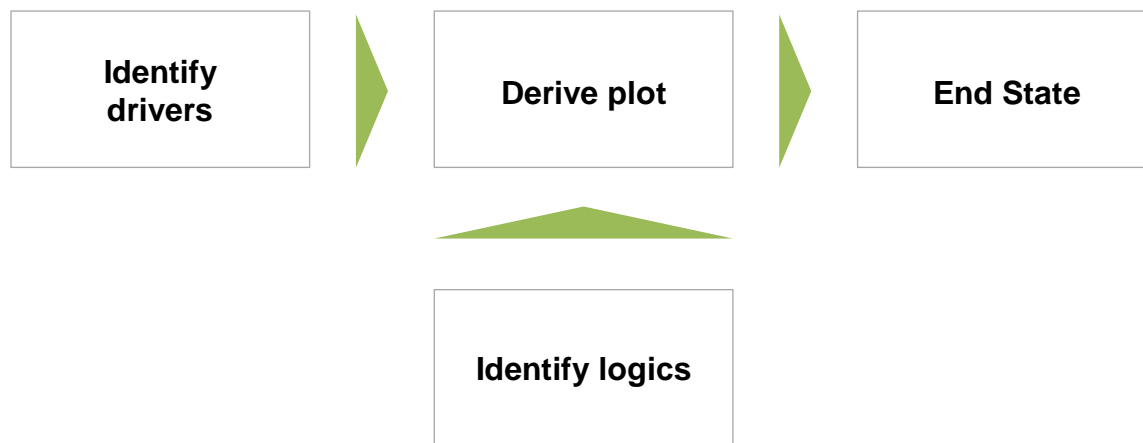 Identify
drivers
Derive plot
End State
Identify logics